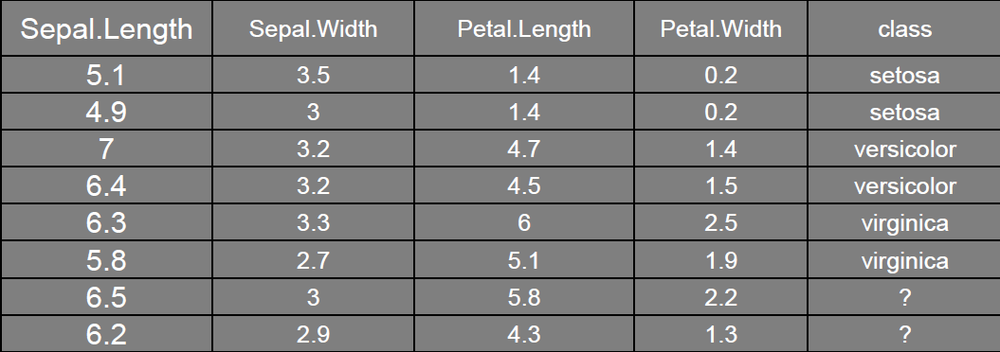 Sepal.Length Sepal.Width Petal.Length Petal.Width class
5.1 3.5 1.4 0.2 setosa
4.9 3 1.4 0.2 setosa
7 3.2 4.7 1.4 versicolor
6.4 3.2 4.5 1.5 versicolor
6.3 3.3 6 2.5 virginica
5.8 2.7 5.1 1.9 virginica
6.5 3 5.8 2.2 ?
6.2 2.9 4.3 1.3 ?